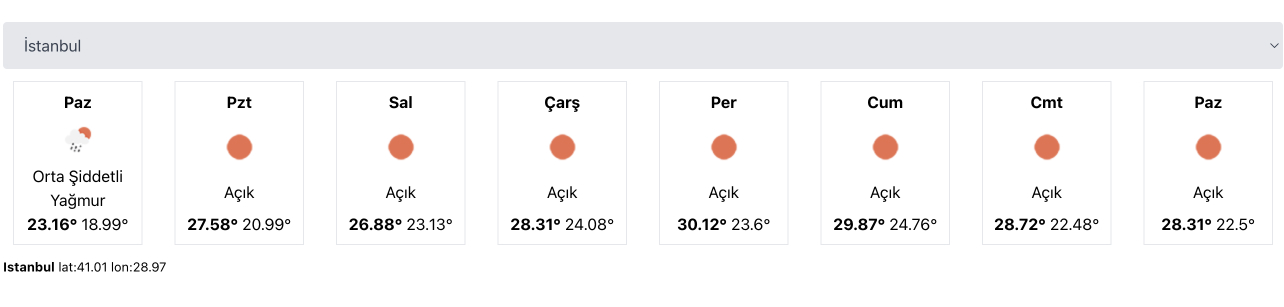 İstanbul
Paz
Orta Şiddetli
Yağmur
23.16° 18.99°
Pzt
Açık
27.58° 20.99°
Sal
Açık
26.88° 23.13°
Çarş
Açık
28.31° 24.08°
Per
Açık
30.12° 23.6°
Cum
Açık
29.87° 24.76°
Cmt
Açık
28.72° 22.48°
Paz
Açık
28.31° 22.5°
Istanbul lat:41.01 lon:28.97